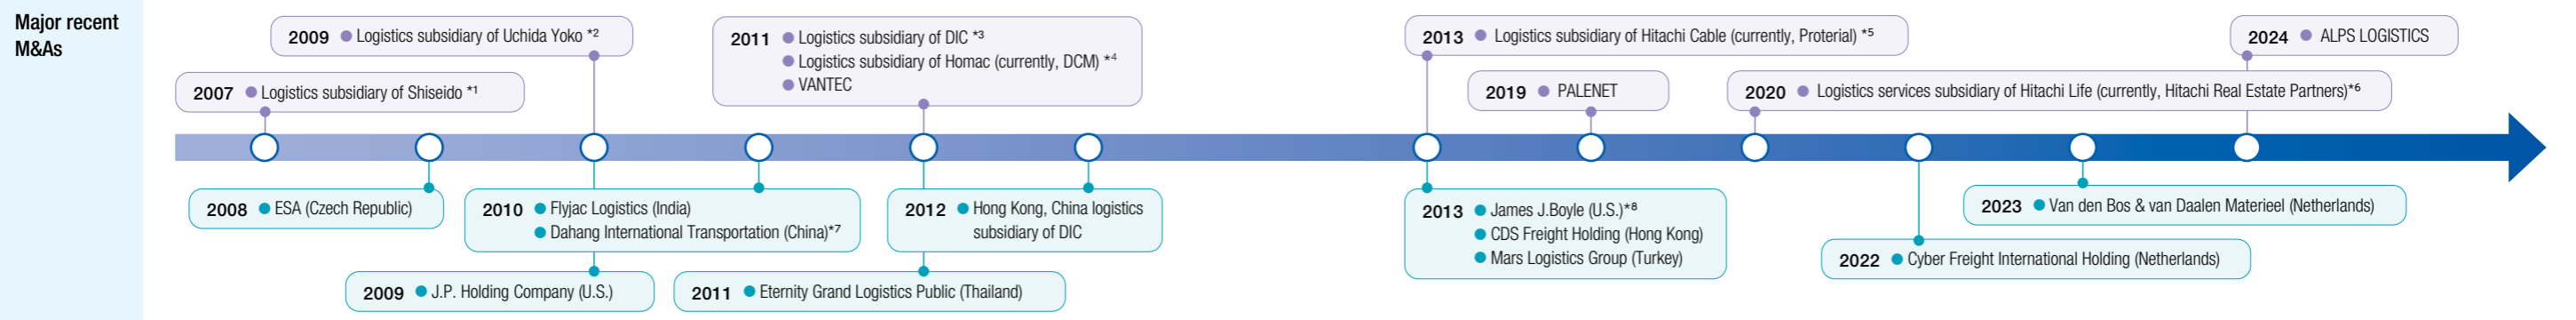 Major recent
M&As
2009 ● Logistics subsidiary of Uchida Yoko *2
2007 ● Logistics subsidiary of Shiseido *1
2011 ● Logistics subsidiary of DIC *3
● Logistics subsidiary of Homac (currently, DCM) *4
● VANTEC
2013 ● Logistics subsidiary of Hitachi Cable (currently, Proterial) *5
2019 ● PALENET
2020 ● Logistics services subsidiary of Hitachi Life (currently, Hitachi Real Estate Partners)*6
2024 ● ALPS LOGISTICS
2008 ● ESA (Czech Republic)
2010 ● Flyjac Logistics (India)
● Dahang International Transportation (China)*7
2009 ● J.P. Holding Company (U.S.)
2012 ● Hong Kong, China logistics
subsidiary of DIC
2011 ● Eternity Grand Logistics Public (Thailand)
2013 ● James J.Boyle (U.S.)*8
● CDS Freight Holding (Hong Kong)
● Mars Logistics Group (Turkey)
2023 ● Van den Bos & van Daalen Materieel (Netherlands)
2022 ● Cyber Freight International Holding (Netherlands)